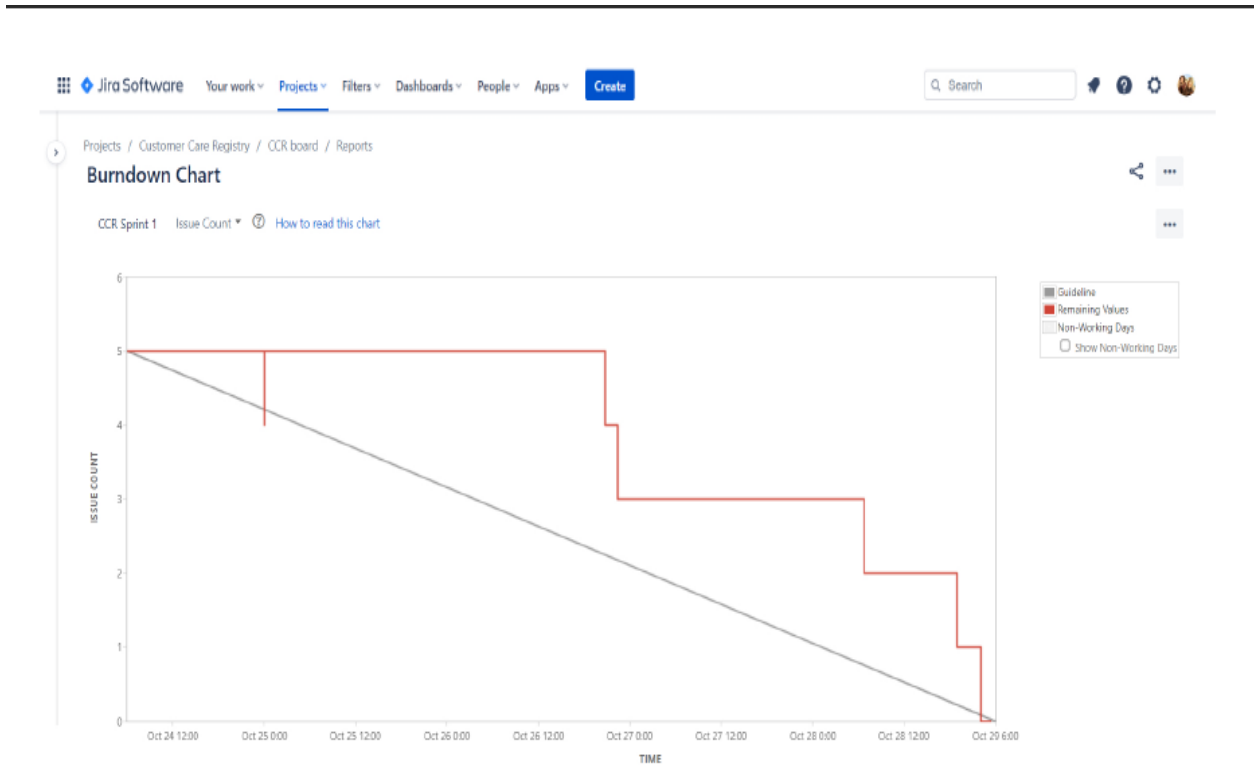 Jira Software Your work Projects Filters Dashboards People Apps Create Search
Projects / Customer Care Registry / CCR board / Reports
Burndown Chart
CCR Sprint 1 Issue Count How to read this chart
Guideline
Remaining Values
Non-Working Days
Show Non-Working Days
6
5
4
3
2
1
0
ISSUE COUNT
Oct 24 12:00 Oct 25 0:00 Oct 25 12:00 Oct 26 0:00 Oct 26 12:00 Oct 27 0:00 Oct 27 12:00 Oct 28 0:00 Oct 28 12:00 Oct 29 6:00
TIME